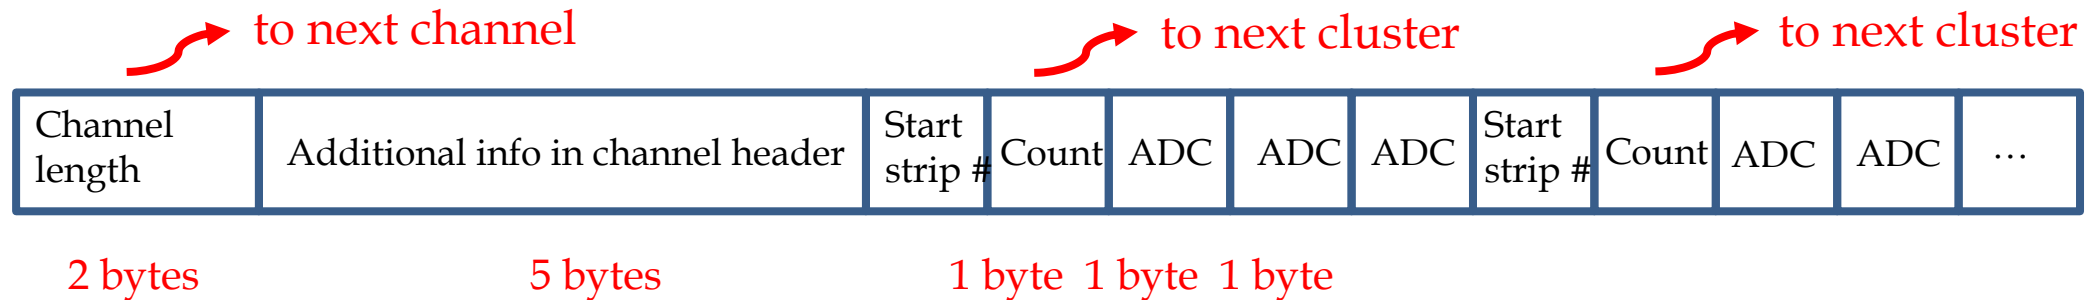 to next channel
to next cluster
to next cluster
Channel
length
Additional info in channel header
Start
strip #
Count
ADC
ADC
ADC
Start
strip #
Count
ADC
ADC
...
2 bytes
5 bytes
1 byte
1 byte
1 byte